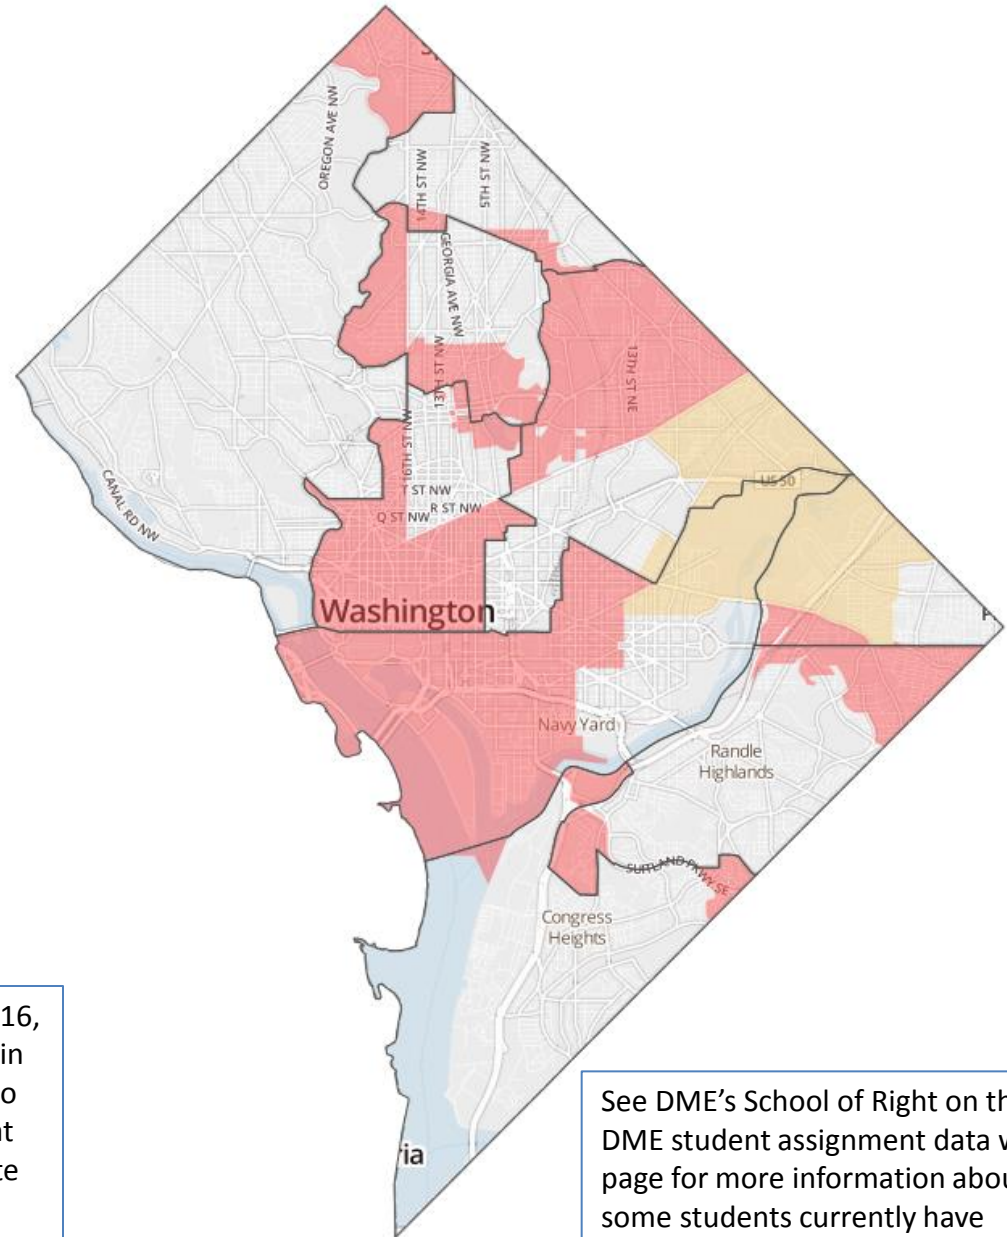 OREGON AVE NW
14TH ST NW
5TH ST NW
GEORGIA AVE NW
13TH ST NW
13TH ST NE
16TH ST NW
US 50
T ST NW
R ST NW
Q ST NW
CANAL RD NW
Washington
Navy Yard
Randle
Highlands
SUITLAND PKWY SE
Congress
Heights
ria
16,
in
o
t
te
See DME’s School of Right on th
DME student assignment data w
page for more information abou
some students currently have